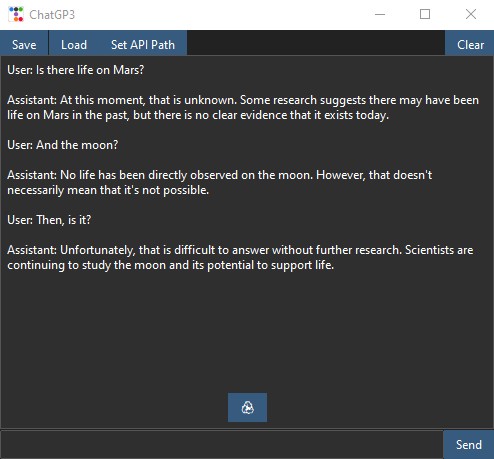 ChatGP3
Save Load Set API Path Clear
User: Is there life on Mars?
Assistant: At this moment, that is unknown. Some research suggests there may have been
life on Mars in the past, but there is no clear evidence that it exists today.
User: And the moon?
Assistant: No life has been directly observed on the moon. However, that doesn't
necessarily mean that it's not possible.
User: Then, is it?
Assistant: Unfortunately, that is difficult to answer without further research. Scientists are
continuing to study the moon and its potential to support life.
Send